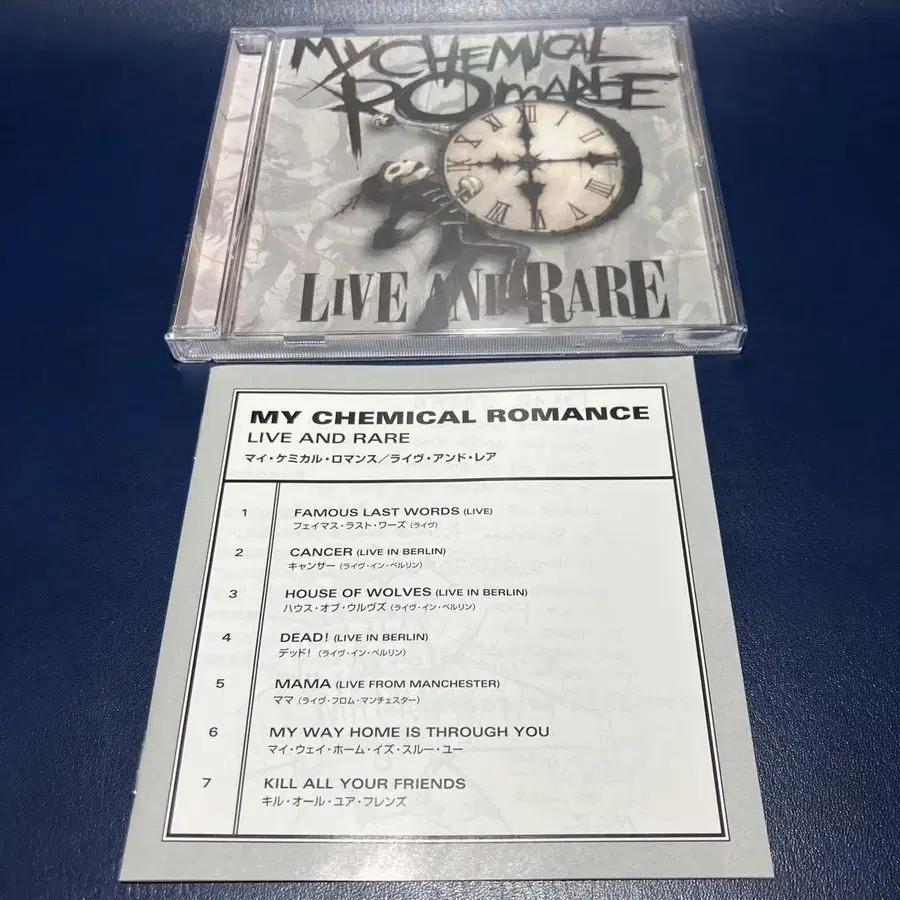 MY CHEMICAL
ROMANCE
LIVE AND RARE
MY CHEMICAL ROMANCE
LIVE AND RARE
マイ・ケミカル・ロマンス／ライヴ・アンド・レア
1 FAMOUS LAST WORDS (LIVE)
フェイマス・ラスト・ワーズ (ライヴ)
2 CANCER (LIVE IN BERLIN)
キャンサー (ライヴ・イン・ベルリン)
3 HOUSE OF WOLVES (LIVE IN BERLIN)
ハウス・オブ・ウルヴズ (ライヴ・イン・ベルリン)
4 DEAD! (LIVE IN BERLIN)
デッド! (ライヴ・イン・ベルリン)
5 MAMA (LIVE FROM MANCHESTER)
ママ (ライヴ・フロム・マンチェスター)
6 MY WAY HOME IS THROUGH YOU
マイ・ウェイ・ホーム・イズ・スルー・ユー
7 KILL ALL YOUR FRIENDS
キル・オール・ユア・フレンズ